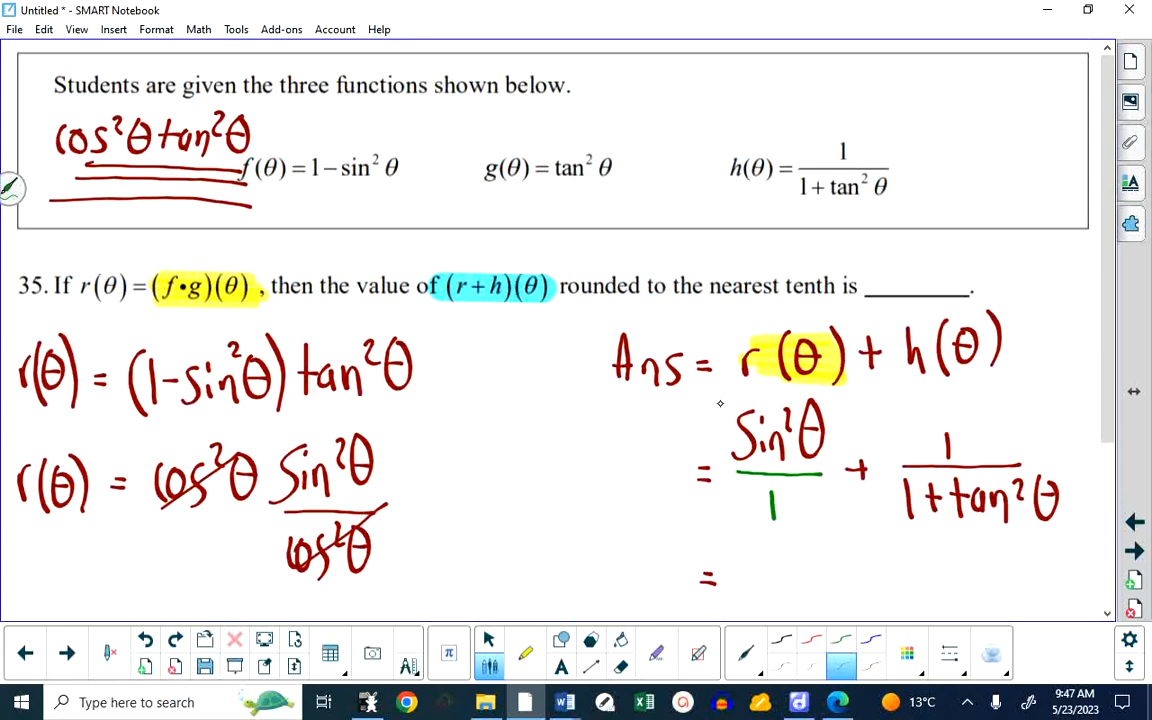 Untitled * - SMART Notebook
File Edit View Insert Format Math Tools Add-ons Account Help
Students are given the three functions shown below.
cos²θ tan²θ
f(θ) = 1 − sin² θ g(θ) = tan² θ h(θ) = 1/(1 + tan² θ)
35. If r(θ) = (f•g)(θ), then the value of (r + h)(θ) rounded to the nearest tenth is ________.
r(θ) = (1-sin²θ) tan²θ
r(θ) = cos²θ sin²θ/cos²θ
Ans = r(θ) + h(θ)
= sin²θ/1 + 1/(1+tan²θ)
=
Type here to search
13°C
9:47 AM
5/23/2023